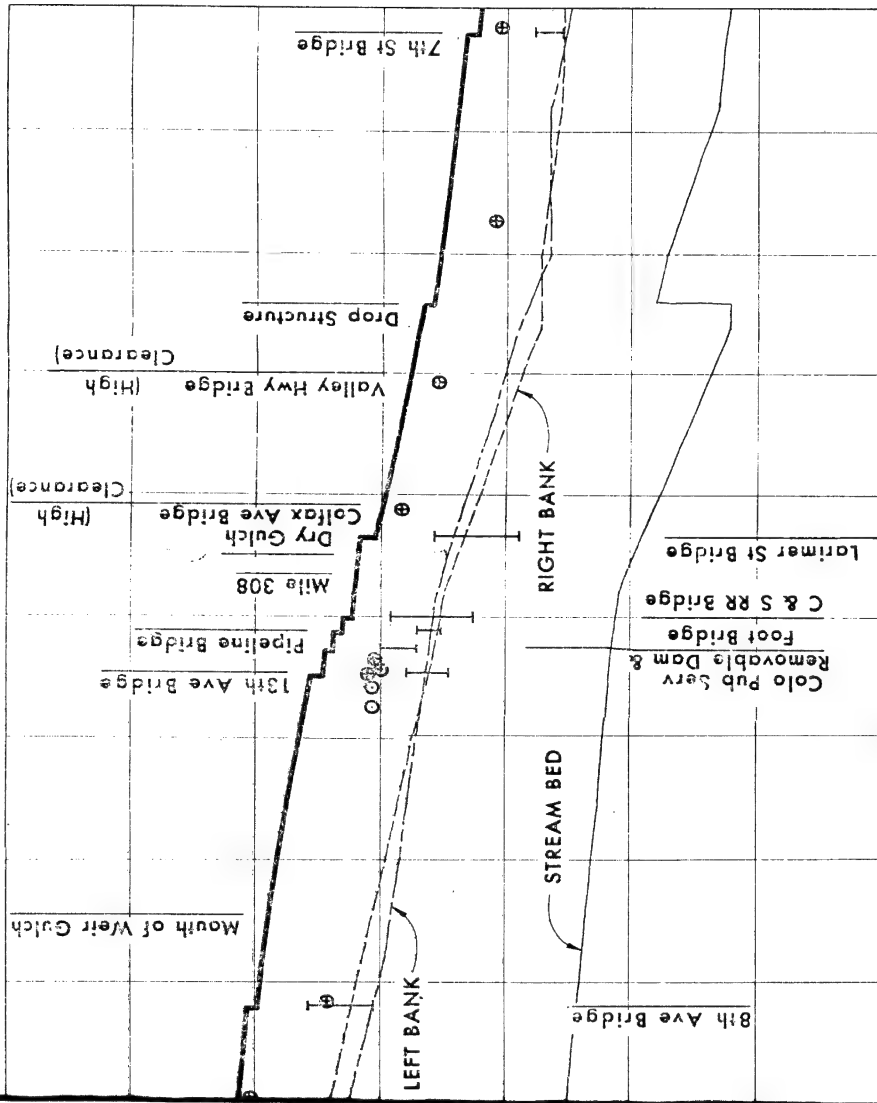 7th St Bridge
Drop Structure
Valley Hwy Bridge (High
Clearance)
Colfax Ave Bridge (High
Clearance)
Dry Gulch
Mile 308
Pipeline Bridge
13th Ave Bridge
Mouth of Weir Gulch
RIGHT BANK
LEFT BANK
STREAM BED
Larimer St Bridge
C & S RR Bridge
Foot Bridge
Colo Pub Serv
Removable Dam &
8th Ave Bridge